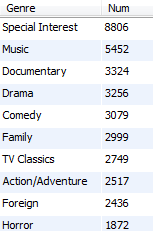 Genre Num
Special Interest 8806
Music 5452
Documentary 3324
Drama 3256
Comedy 3079
Family 2999
TV Classics 2749
Action/Adventure 2517
Foreign 2436
Horror 1872